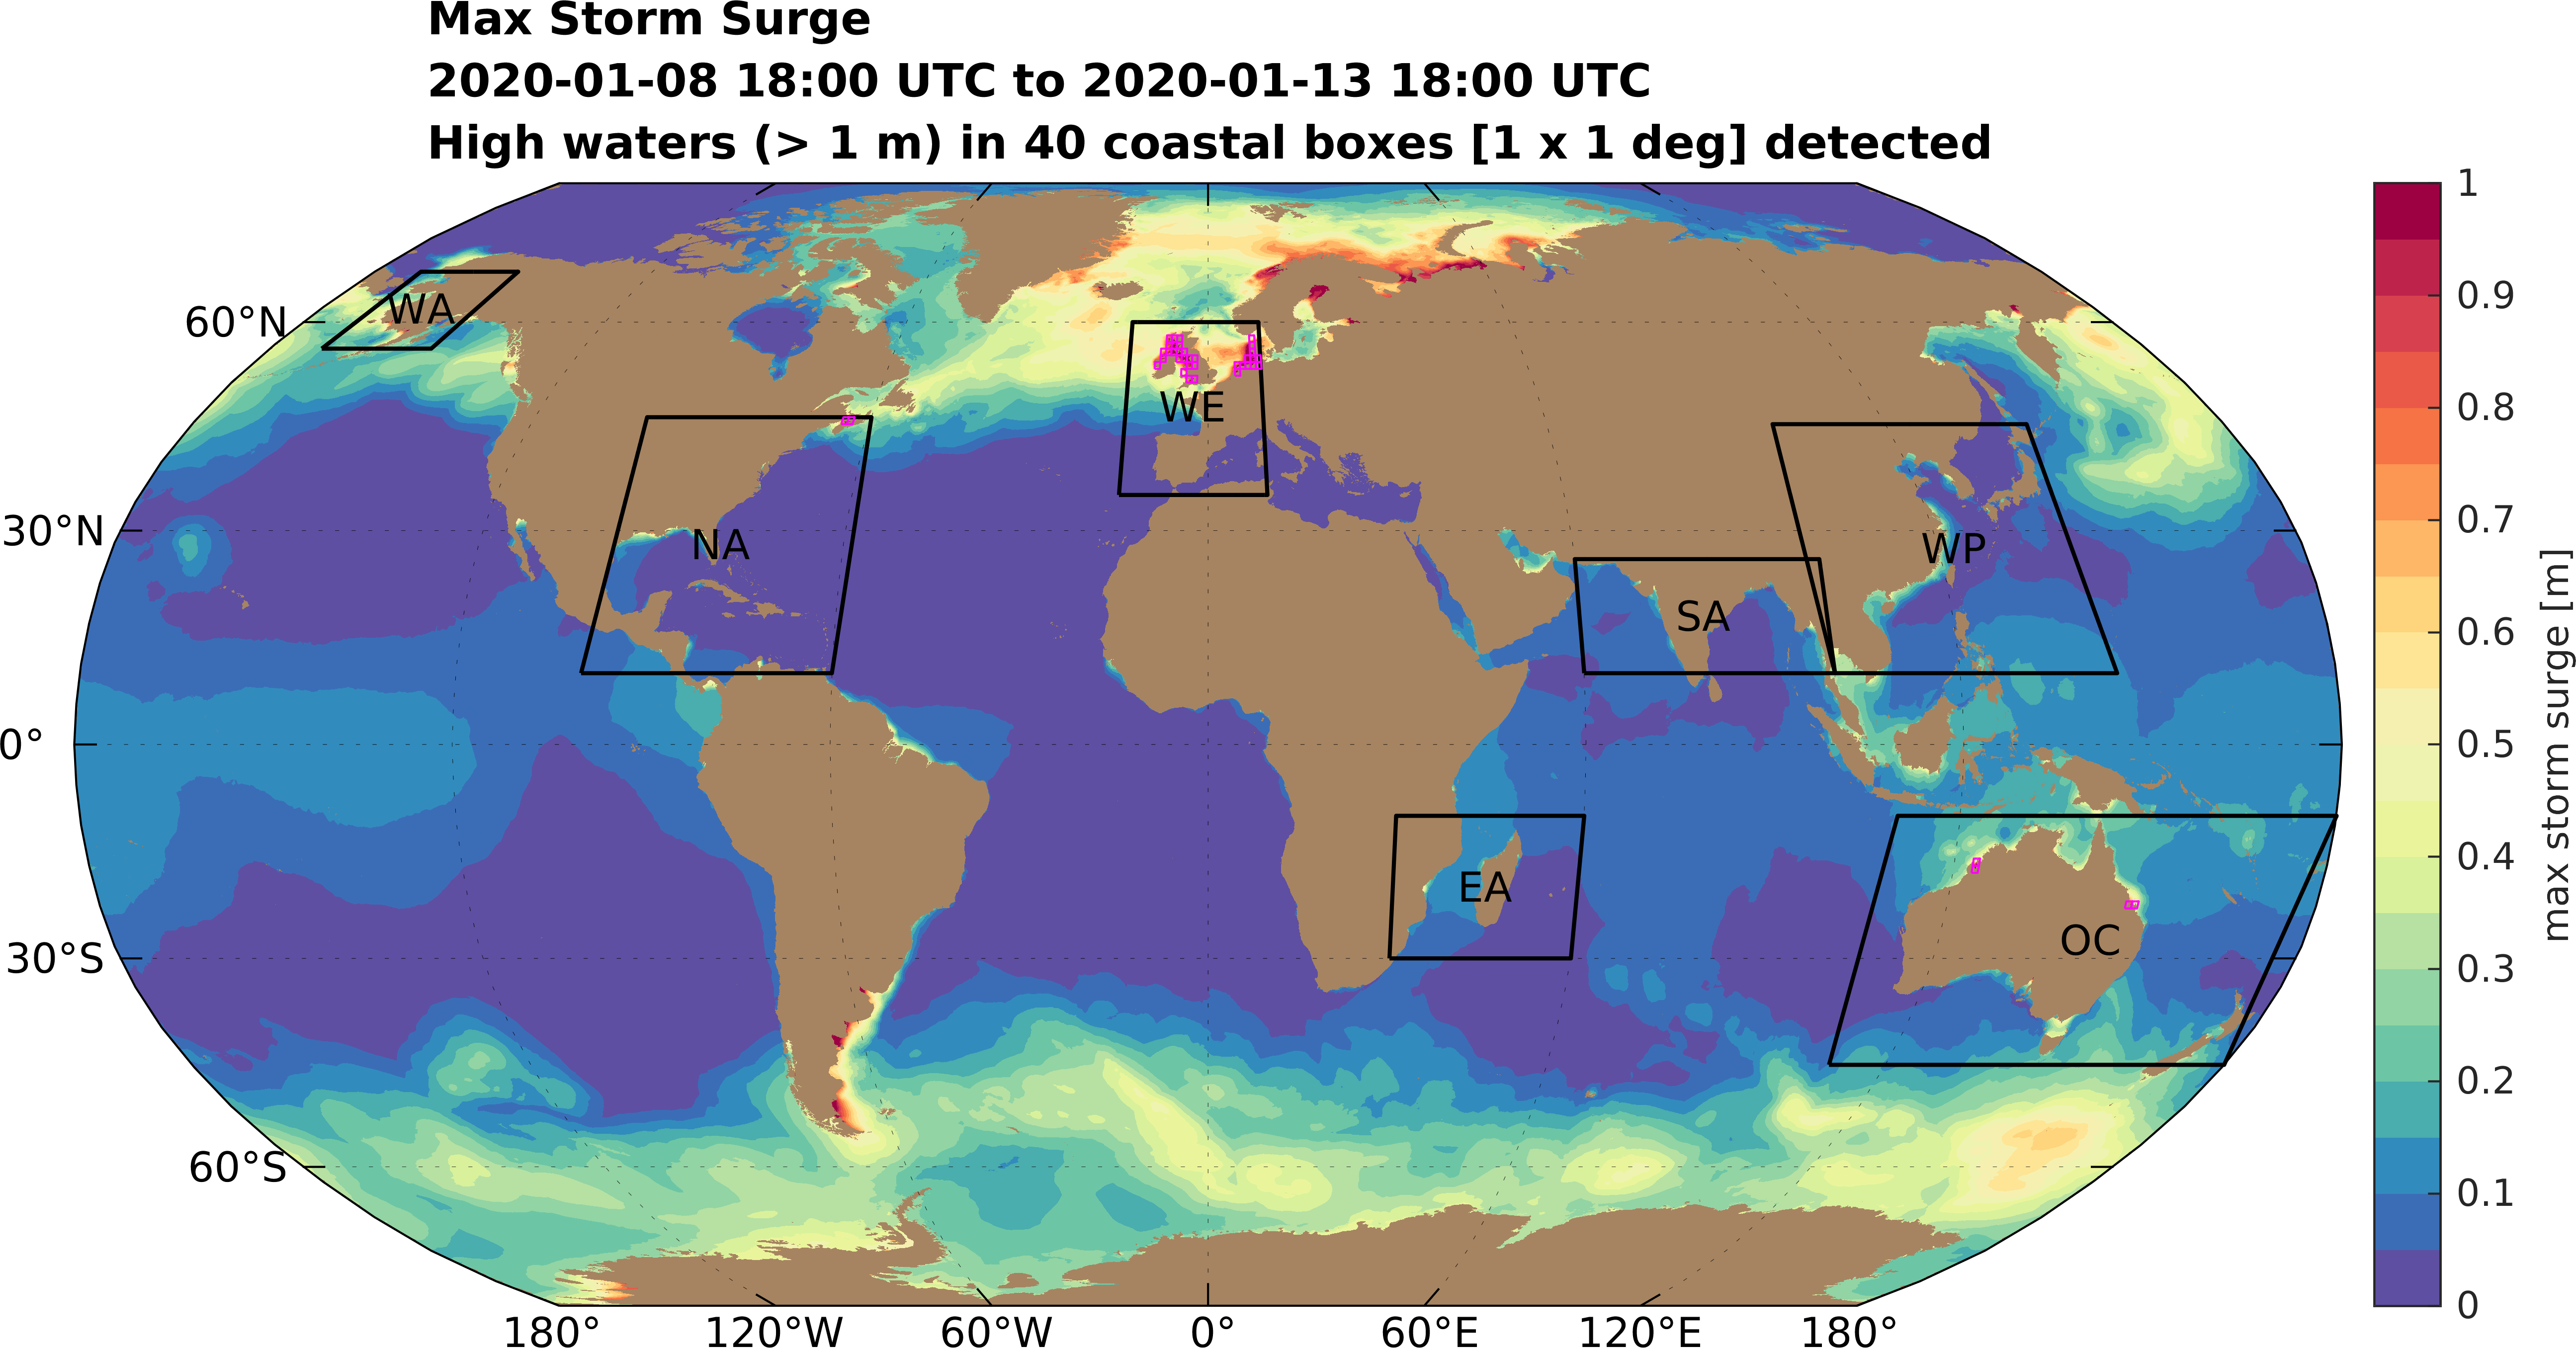 Max Storm Surge
2020-01-08 18:00 UTC to 2020-01-13 18:00 UTC
High waters (> 1 m) in 40 coastal boxes [1 x 1 deg] detected
60°N
30°N
0°
30°S
60°S
WA
NA
WE
SA
WP
EA
OC
180°
120°W
60°W
0°
60°E
120°E
180°
1
0.9
0.8
0.7
0.6
0.5
0.4
0.3
0.2
0.1
0
max storm surge [m]